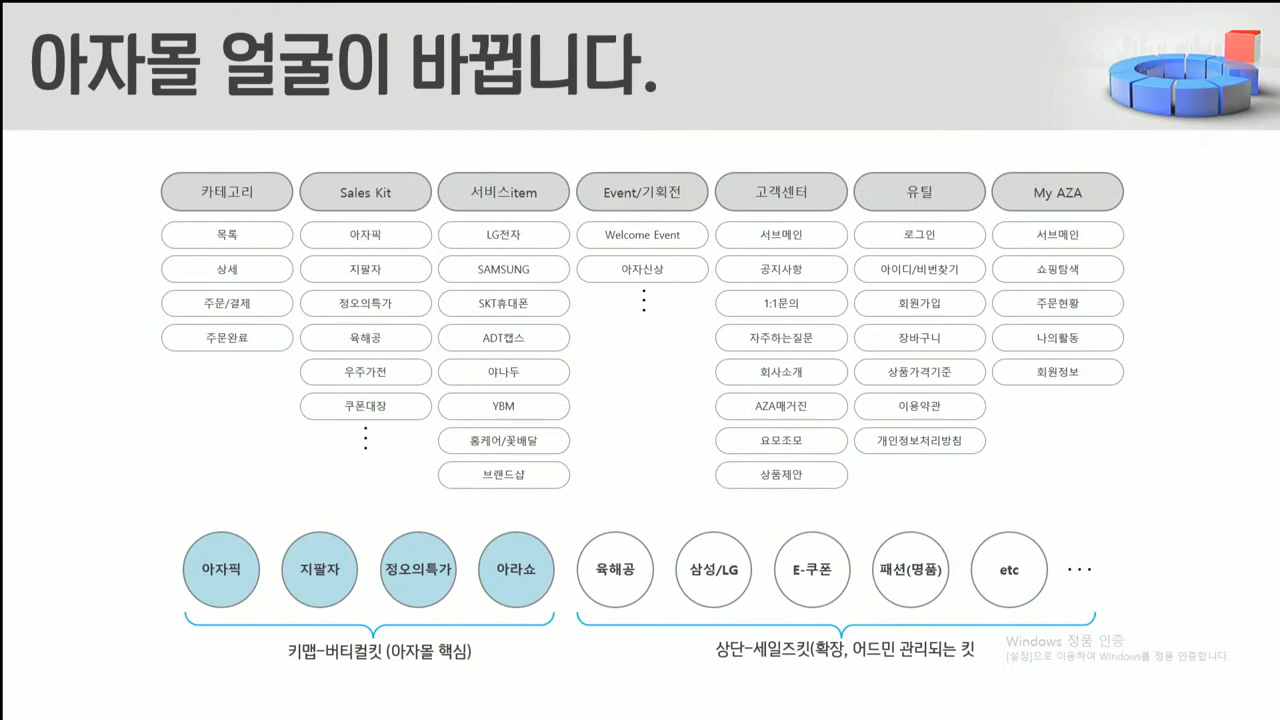 아자몰 얼굴이 바뀝니다.
카테고리
목록
상세
주문/결제
주문완료
Sales Kit
아자픽
지팔자
정오의특가
육해공
우주가전
쿠폰대장
서비스item
LG전자
SAMSUNG
SKT휴대폰
ADT캡스
야나두
YBM
홈케어/꽃배달
브랜드샵
Event/기획전
Welcome Event
아자신상
고객센터
서브메인
공지사항
1:1문의
자주하는질문
회사소개
AZA매거진
요모조모
상품제안
유틸
로그인
아이디/비번찾기
회원가입
장바구니
상품가격기준
이용약관
개인정보처리방침
My AZA
서브메인
쇼핑탐색
주문현황
나의활동
회원정보
아자픽
지팔자
정오의특가
아라쇼
육해공
삼성/LG
E-쿠폰
패션(명품)
etc
...
키맵-버티컬킷 (아자몰 핵심)
상단-세일즈킷(확장, 어드민 관리되는 킷
Windows 정품 인증
[설정]으로 이동하여 Windows를 정품 인증합니다.